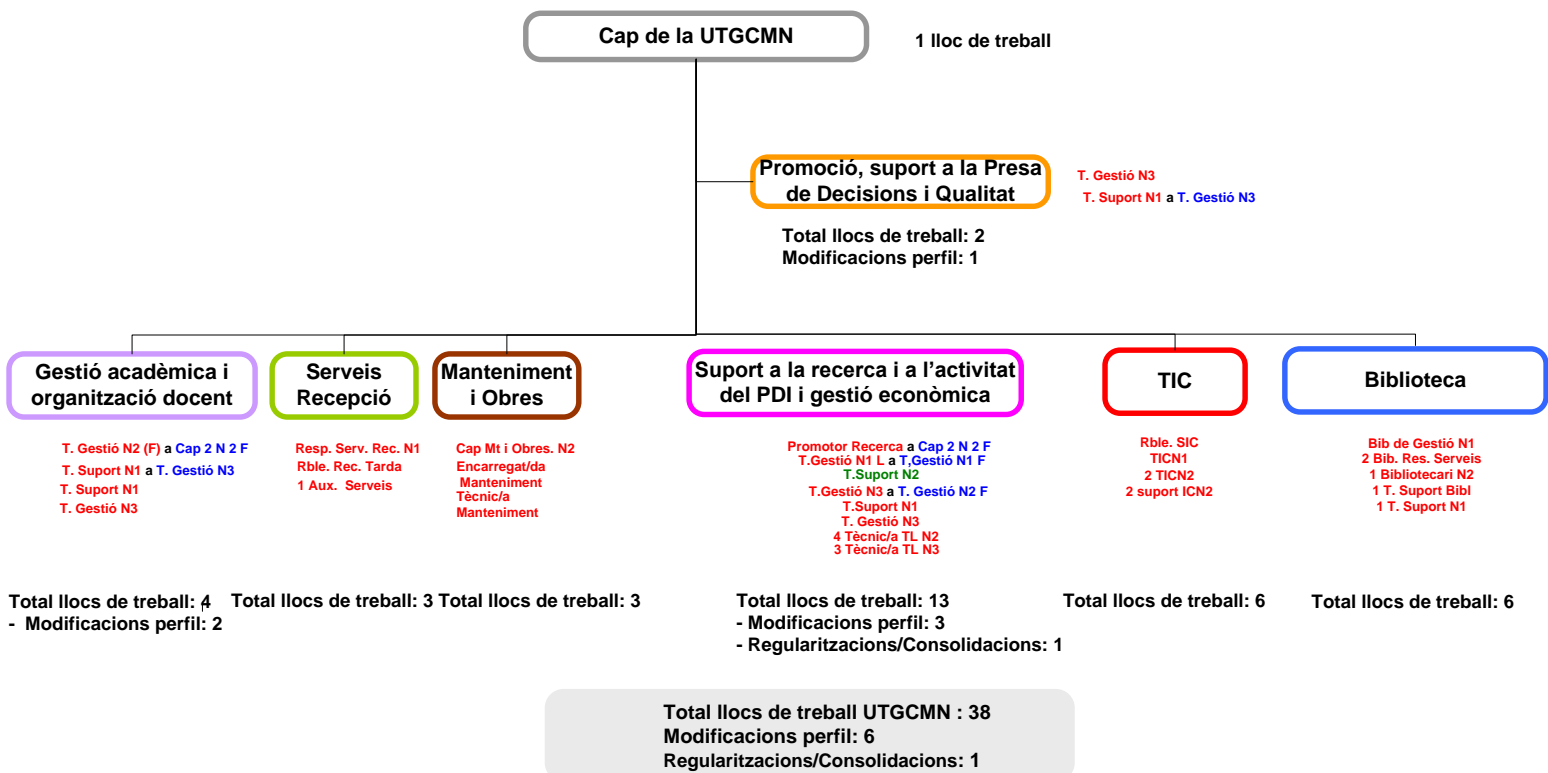 Cap de la UTGCMN
1 lloc de treball
Promoció, suport a la Presa
de Decisions i Qualitat
T. Gestió N3
T. Suport N1 a T. Gestió N3
Total llocs de treball: 2
Modificacions perfil: 1
Gestió acadèmica i
organització docent
T. Gestió N2 (F) a Cap 2 N 2 F
T. Suport N1 a T. Gestió N3
T. Suport N1
T. Gestió N3
Total llocs de treball: 4
- Modificacions perfil: 2
Serveis
Recepció
Resp. Serv. Rec. N1
Rble. Rec. Tarda
1 Aux. Serveis
Total llocs de treball: 3
Manteniment
i Obres
Cap Mt i Obres. N2
Encarregat/da
Manteniment
Tècnic/a
Manteniment
Total llocs de treball: 3
Suport a la recerca i a l’activitat
del PDI i gestió econòmica
Promotor Recerca a Cap 2 N 2 F
T.Gestió N1 L a T,Gestió N1 F
T.Suport N2
T.Gestió N3 a T. Gestió N2 F
T.Suport N1
T. Gestió N3
4 Tècnic/a TL N2
3 Tècnic/a TL N3
Total llocs de treball: 13
- Modificacions perfil: 3
- Regularitzacions/Consolidacions: 1
TIC
Rble. SIC
TICN1
2 TICN2
2 suport ICN2
Total llocs de treball: 6
Biblioteca
Bib de Gestió N1
2 Bib. Res. Serveis
1 Bibliotecari N2
1 T. Suport Bibl
1 T. Suport N1
Total llocs de treball: 6
Total llocs de treball UTGCMN : 38
Modificacions perfil: 6
Regularitzacions/Consolidacions: 1